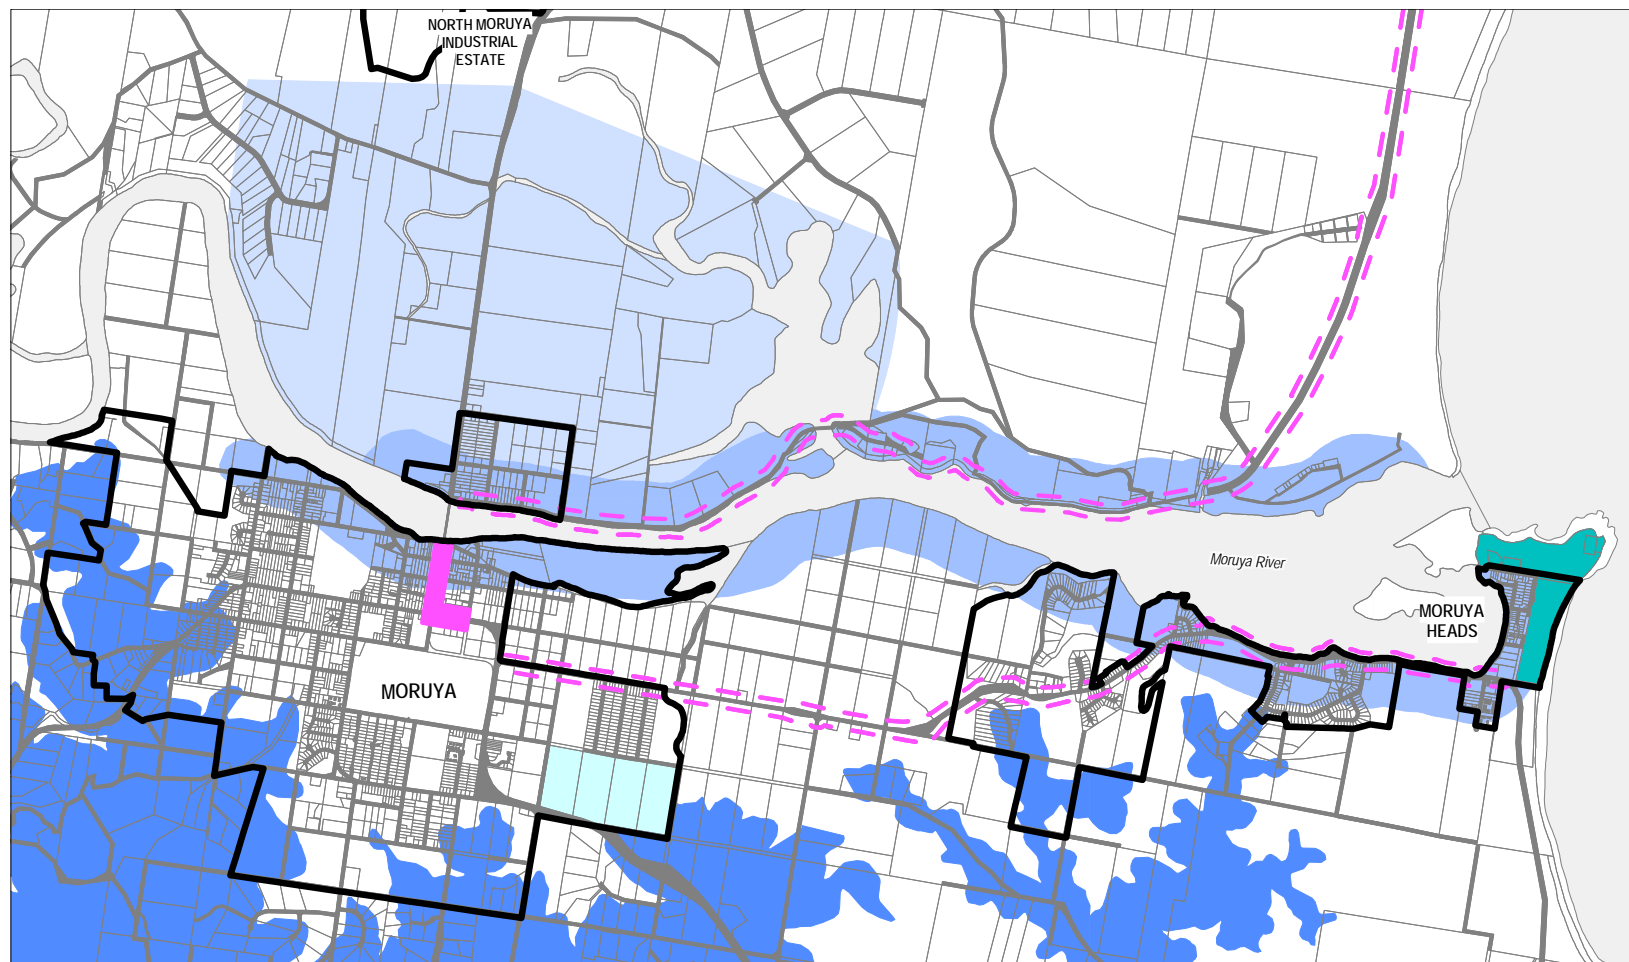 NORTH MORUYA
INDUSTRIAL
ESTATE
Moruya River
MORUYA
HEADS
MORUYA